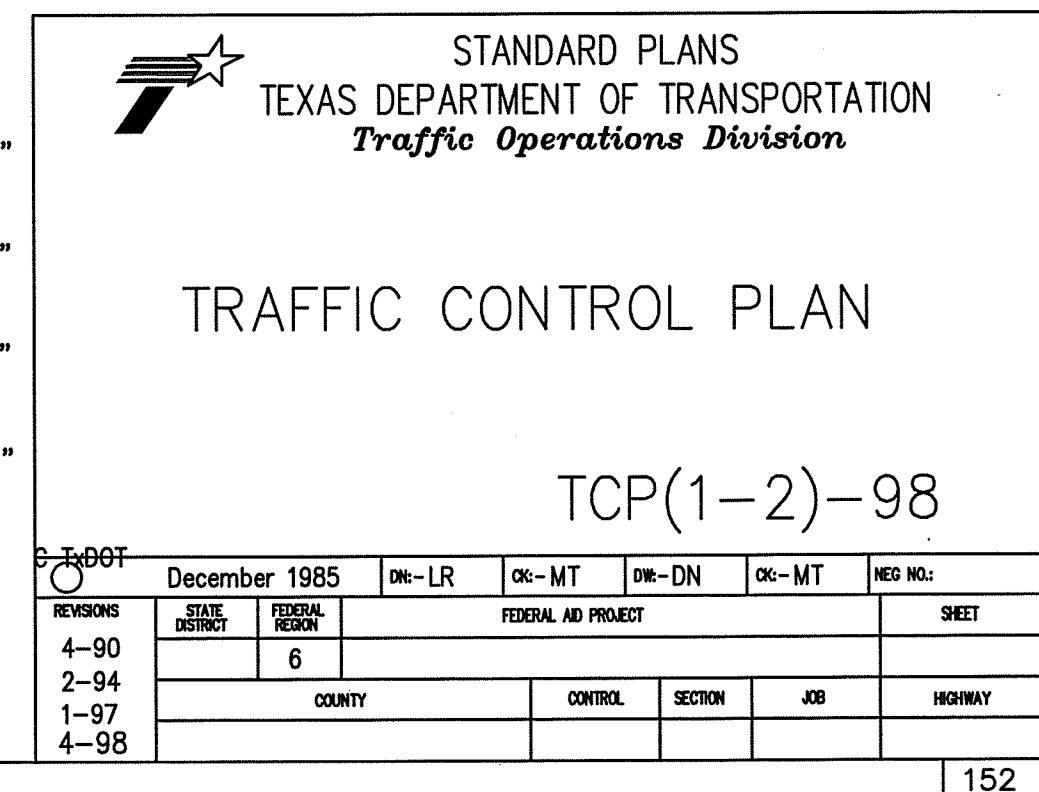 STANDARD PLANS
TEXAS DEPARTMENT OF TRANSPORTATION
Traffic Operations Division
"
"
"
"
TRAFFIC CONTROL PLAN
TCP(1-2)-98
C TxDOT December 1985 DN:-LR CK:-MT DW:-DN CK:-MT NEG NO.:
REVISIONS STATE DISTRICT FEDERAL REGION FEDERAL AID PROJECT SHEET
4-90 6
2-94 COUNTY CONTROL SECTION JOB HIGHWAY
1-97
4-98
152